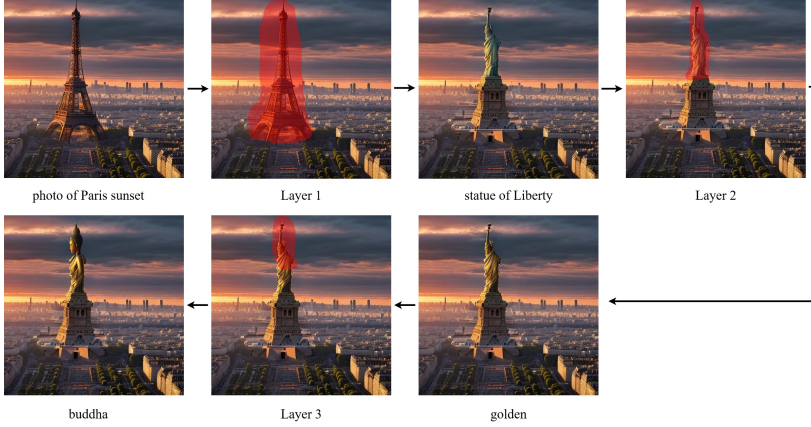 photo of Paris sunset
Layer 1
statue of Liberty
Layer 2
buddha
Layer 3
golden